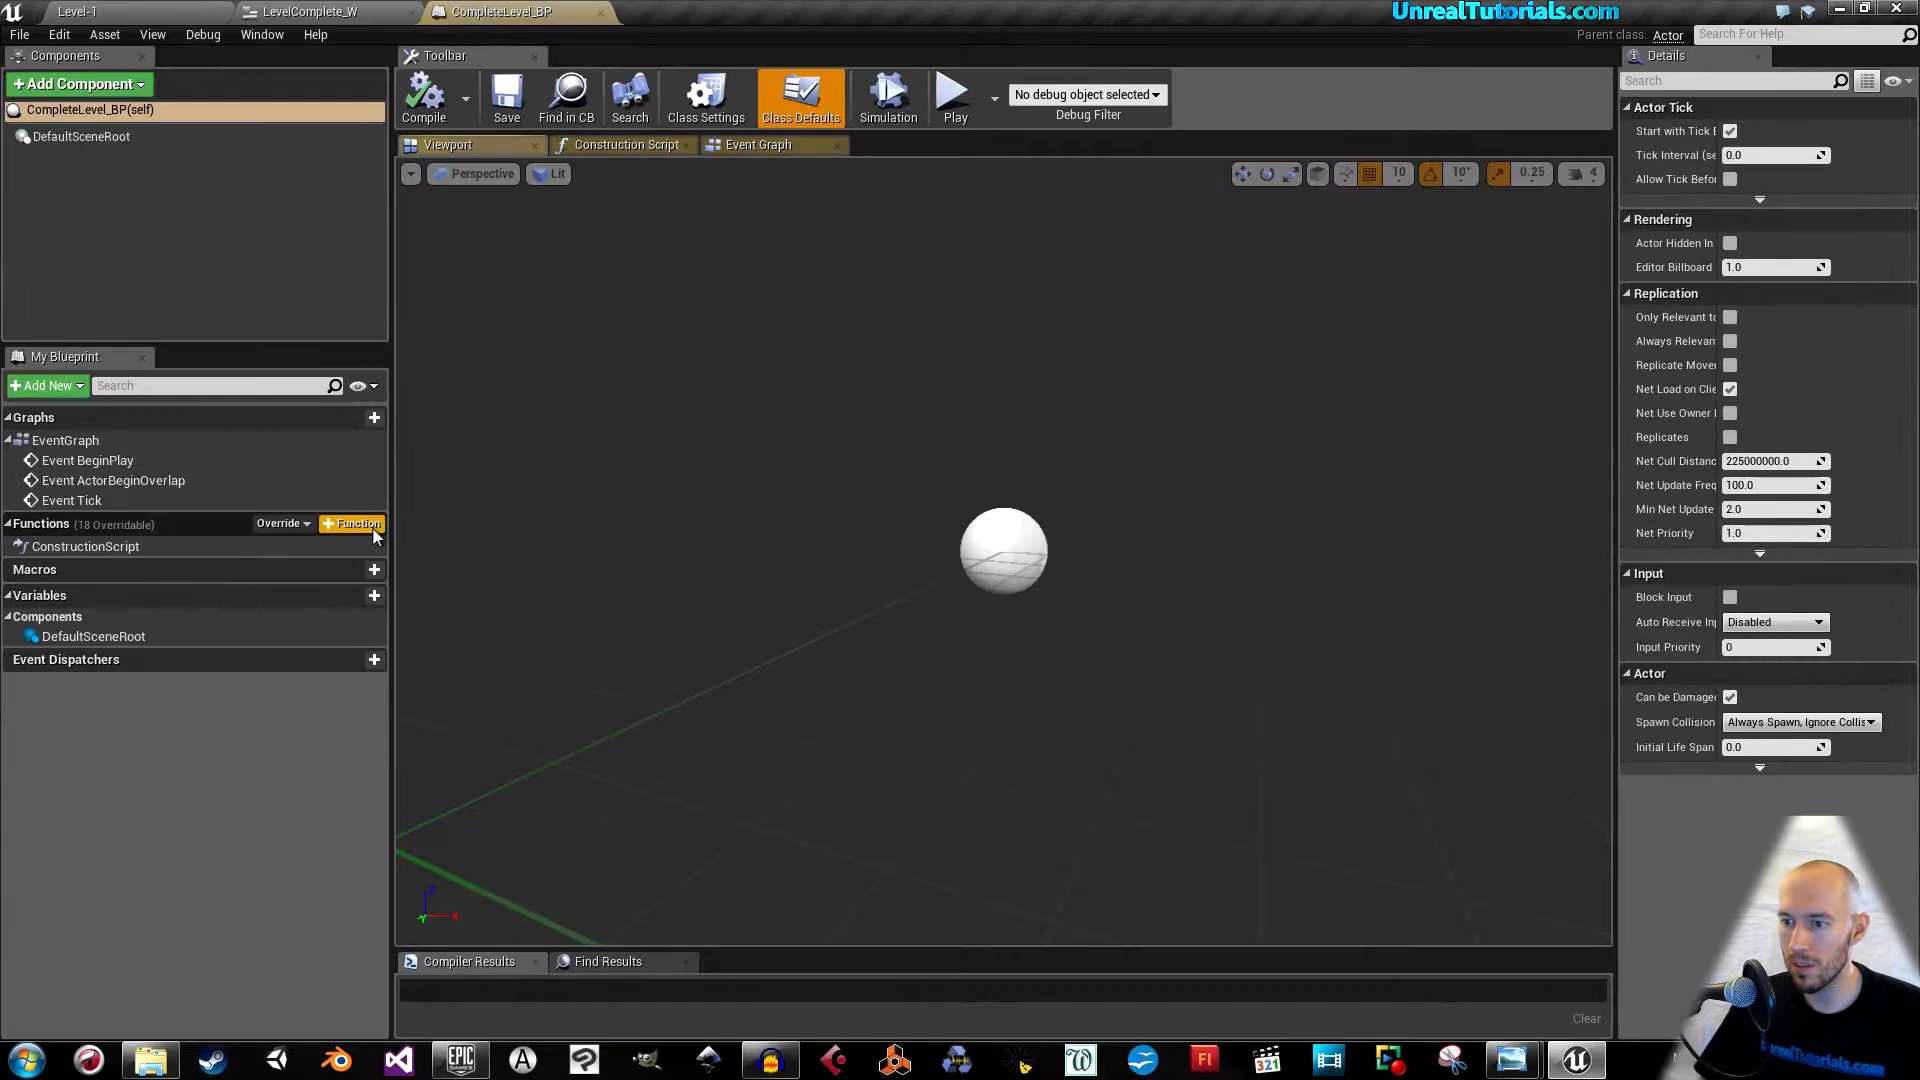 Level-1
LevelComplete_W
CompleteLevel_BP
UnrealTutorials.com
File Edit Asset View Debug Window Help
Parent class: Actor
Search For Help
Components
Toolbar
Details
+Add Component
Search
CompleteLevel_BP(self)
DefaultSceneRoot
Compile
Save
Find in CB
Search
Class Settings
Class Defaults
Simulation
Play
No debug object selected
Debug Filter
Viewport
Construction Script
Event Graph
Perspective
Lit
10
10°
0.25
4
Actor Tick
Start with Tick E
Tick Interval (se 0.0
Allow Tick Befor
Rendering
Actor Hidden In
Editor Billboard 1.0
Replication
Only Relevant to
Always Relevan
Replicate Mover
Net Load on Clie
Net Use Owner
Replicates
Net Cull Distanc 225000000.0
Net Update Freq 100.0
Min Net Update 2.0
Net Priority 1.0
Input
Block Input
Auto Receive In Disabled
Input Priority 0
Actor
Can be Damage
Spawn Collision Always Spawn, Ignore Collis
Initial Life Span 0.0
My Blueprint
+Add New
Search
Graphs
EventGraph
Event BeginPlay
Event ActorBeginOverlap
Event Tick
Functions (18 Overridable)
Override
+Function
ConstructionScript
Macros
Variables
Components
DefaultSceneRoot
Event Dispatchers
Z
X
Compiler Results
Find Results
Clear
EPIC GAMES
A
W
Fl
321
nrealTutorials.c